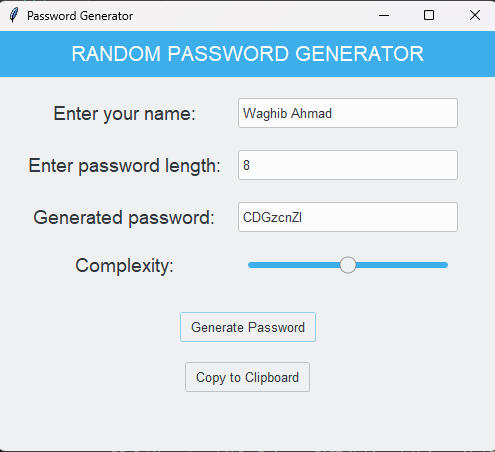 Password Generator
RANDOM PASSWORD GENERATOR
Enter your name: Waghib Ahmad
Enter password length: 8
Generated password: CDGzcnZl
Complexity:
Generate Password
Copy to Clipboard